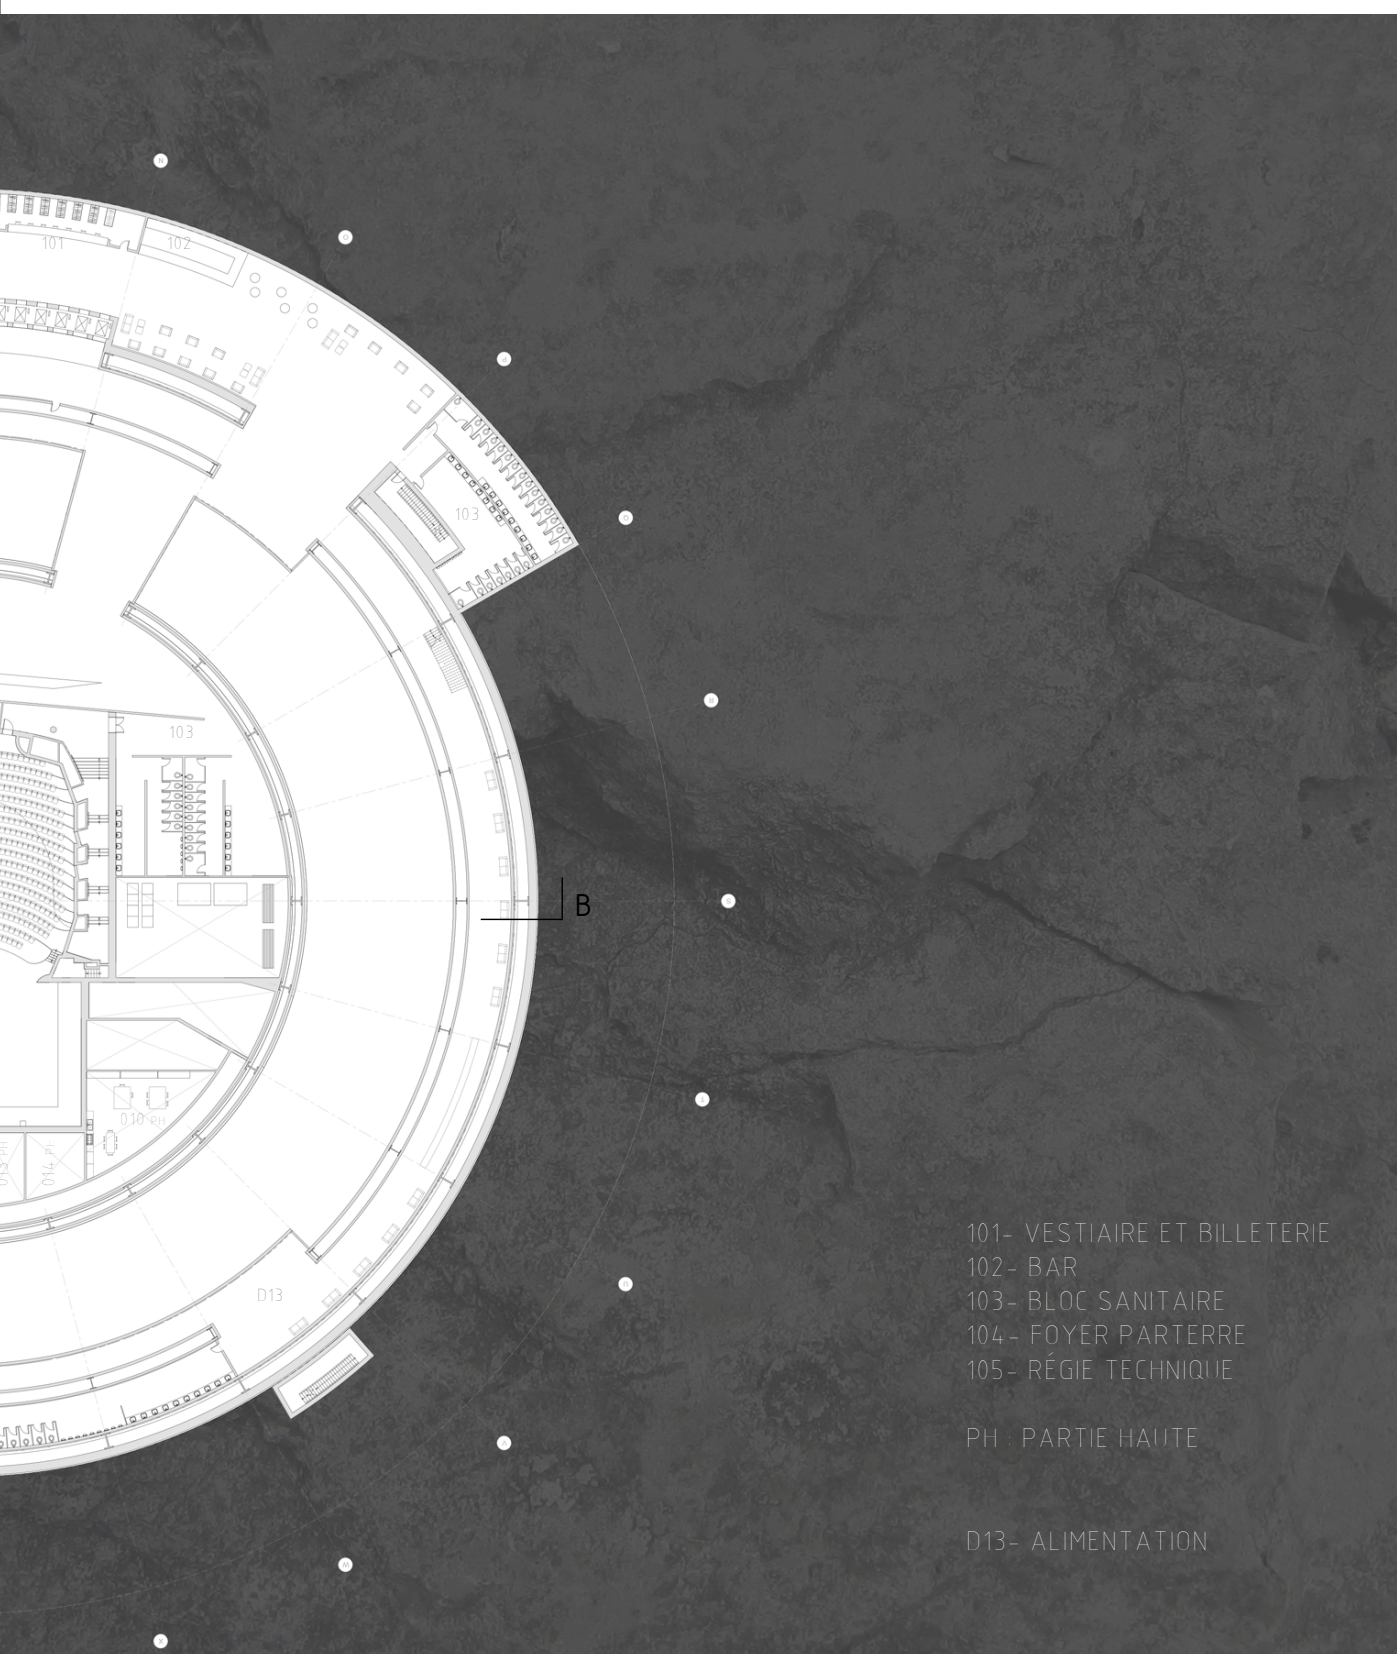 N
O
101
102
P
103
Q
R
103
B
S
T
010 PH
014 PH
D13
U
V
W
X
101- VESTIAIRE ET BILLETERIE
102- BAR
103- BLOC SANITAIRE
104- FOYER PARTERRE
105- RÉGIE TECHNIQUE
PH : PARTIE HAUTE
D13- ALIMENTATION